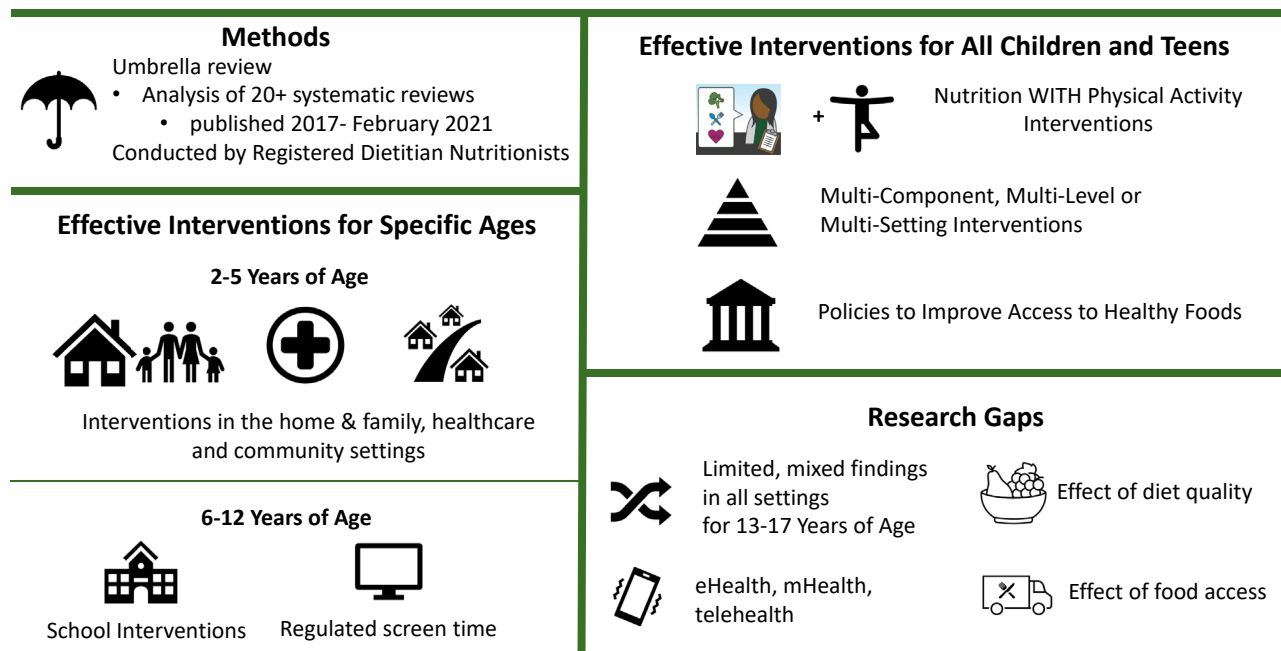 Methods
Umbrella review
• Analysis of 20+ systematic reviews
• published 2017- February 2021
Conducted by Registered Dietitian Nutritionists
Effective Interventions for Specific Ages
2-5 Years of Age
Interventions in the home & family, healthcare
and community settings
6-12 Years of Age
School Interventions
Regulated screen time
Effective Interventions for All Children and Teens
+
Nutrition WITH Physical Activity
Interventions
Multi-Component, Multi-Level or
Multi-Setting Interventions
Policies to Improve Access to Healthy Foods
Research Gaps
Limited, mixed findings
in all settings
for 13-17 Years of Age
Effect of diet quality
eHealth, mHealth,
telehealth
Effect of food access